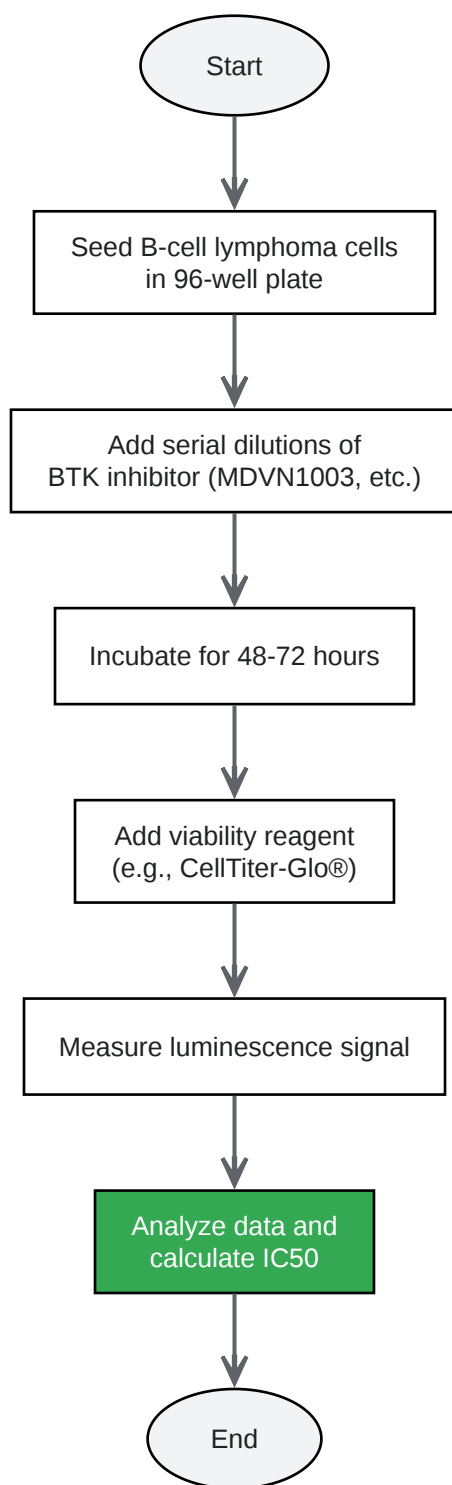 Start
Seed B-cell lymphoma cells
in 96-well plate
Add serial dilutions of
BTK inhibitor (MDVN1003, etc.)
Incubate for 48-72 hours
Add viability reagent
(e.g., CellTiter-Glo®)
Measure luminescence signal
Analyze data and
calculate IC50
End